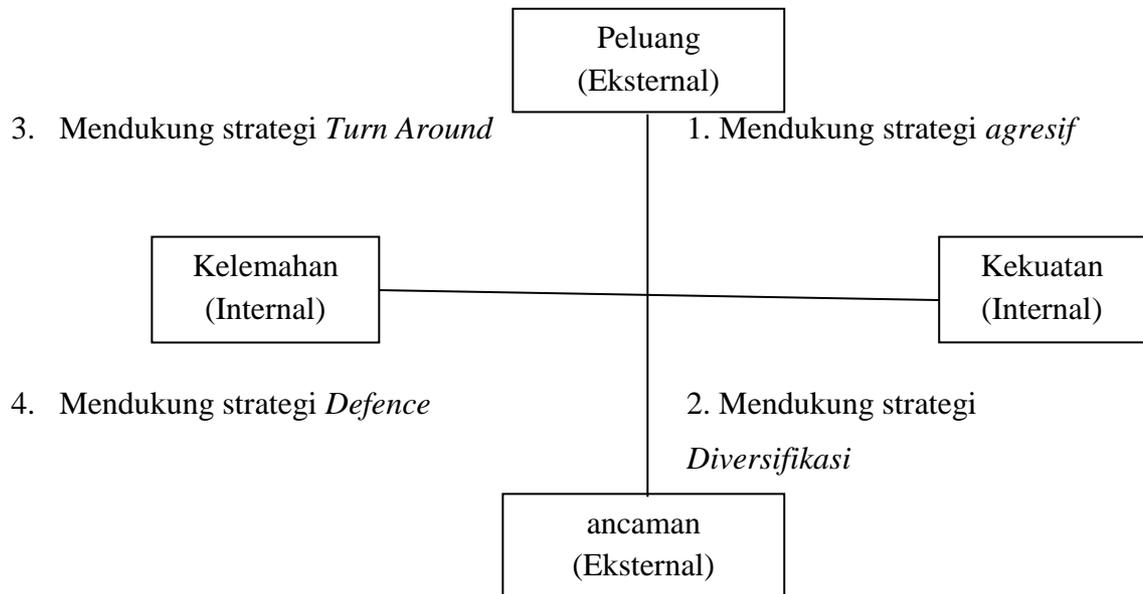 Peluang
(Eksternal)
3. Mendukung strategi Turn Around
1. Mendukung strategi agresif
Kelemahan
(Internal)
Kekuatan
(Internal)
4. Mendukung strategi Defence
2. Mendukung strategi
Diversifikasi
ancaman
(Eksternal)